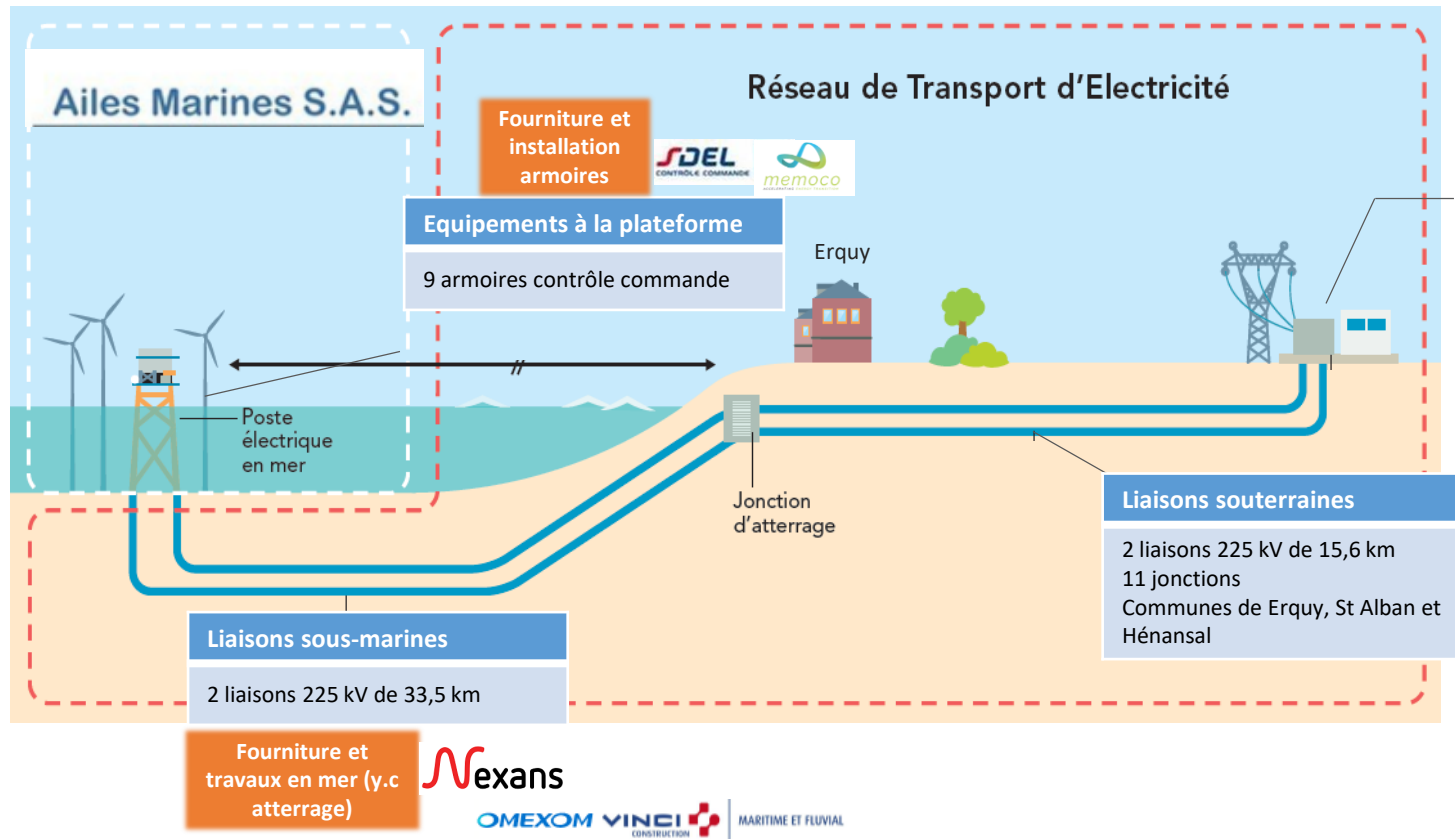 Ailes Marines S.A.S.
Réseau de Transport d'Electricité
Fourniture et
installation
armoires
SDEL
CONTRÔLE COMMANDE
memoco
Equipements à la plateforme
9 armoires contrôle commande
Erquy
//
Poste
électrique
en mer
Jonction
d'atterrage
Liaisons souterraines
2 liaisons 225 kV de 15,6 km
11 jonctions
Communes de Erquy, St Alban et
Hénansal
Liaisons sous-marines
2 liaisons 225 kV de 33,5 km
Fourniture et
travaux en mer (y.c
atterrage)
Nexans
OMEXOM VINCI CONSTRUCTION MARITIME ET FLUVIAL